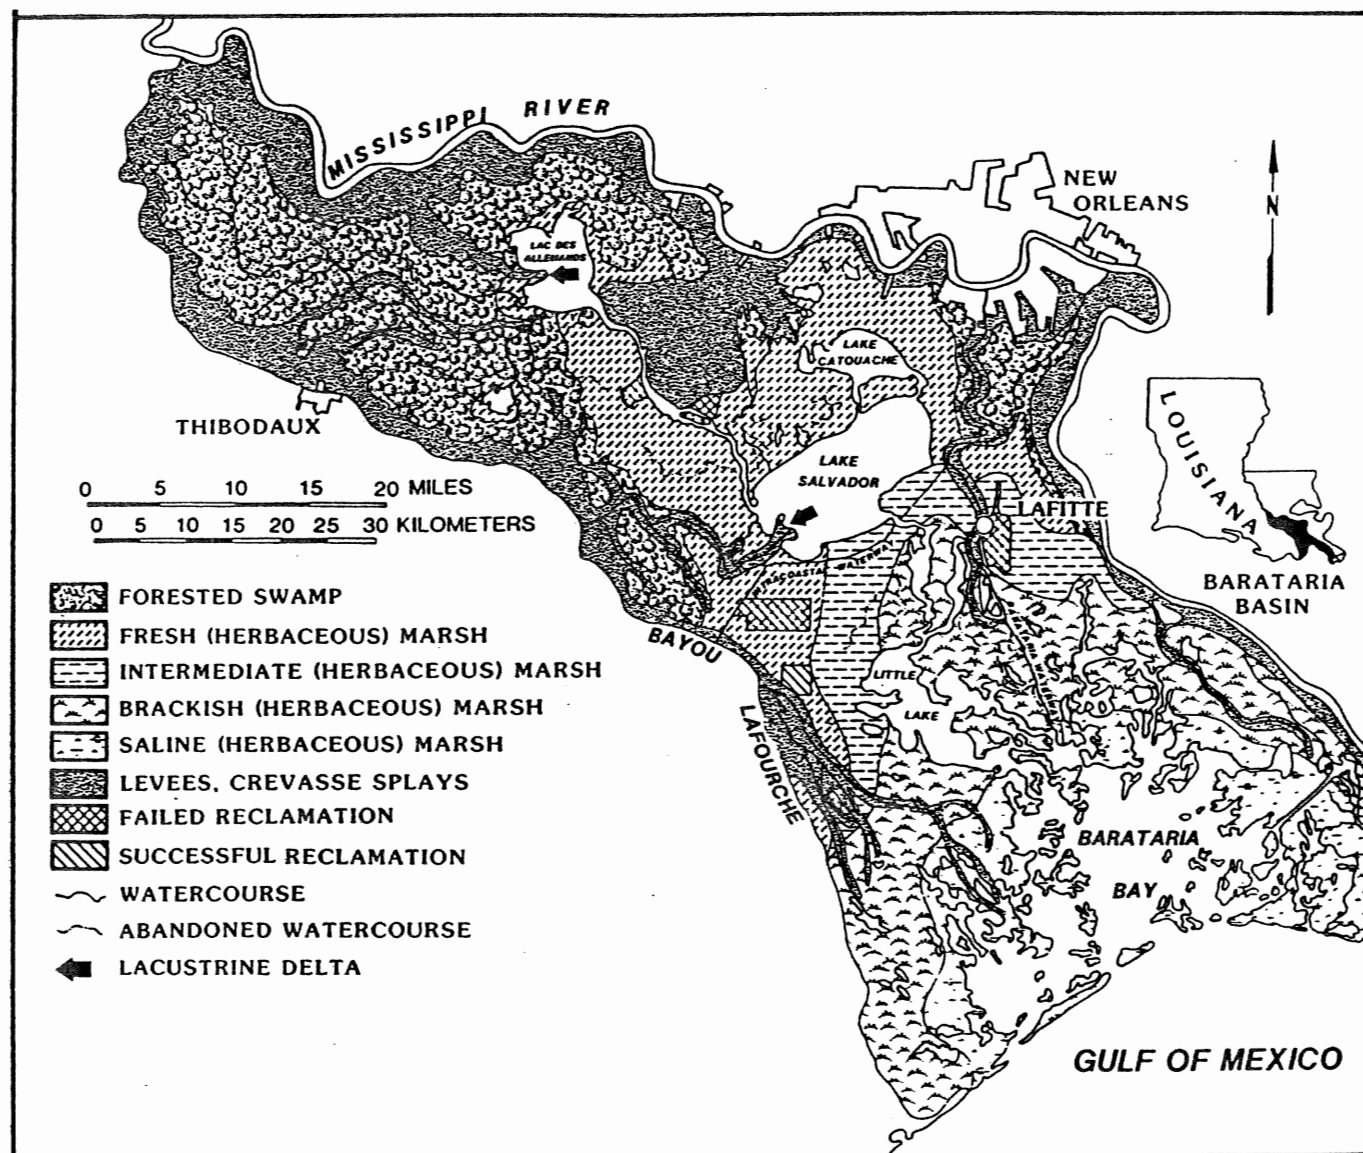 MISSISSIPPI RIVER
NEW
ORLEANS
N
LAC DES
ALLEMANDS
LAKE
CATOUACHE
THIBODAUX
LOUISIANA
LAKE
SALVADOR
0 5 10 15 20 MILES
0 5 10 15 20 25 30 KILOMETERS
LAFITTE
BARATARIA
BASIN
WATERWAY
FORESTED SWAMP
FRESH (HERBACEOUS) MARSH
INTERMEDIATE (HERBACEOUS) MARSH
BRACKISH (HERBACEOUS) MARSH
SALINE (HERBACEOUS) MARSH
LEVEES, CREVASSE SPLAYS
FAILED RECLAMATION
SUCCESSFUL RECLAMATION
WATERCOURSE
ABANDONED WATERCOURSE
LACUSTRINE DELTA
BAYOU
LAFOURCHE
LITTLE
LAKE
BARATARIA
BAY
GULF OF MEXICO